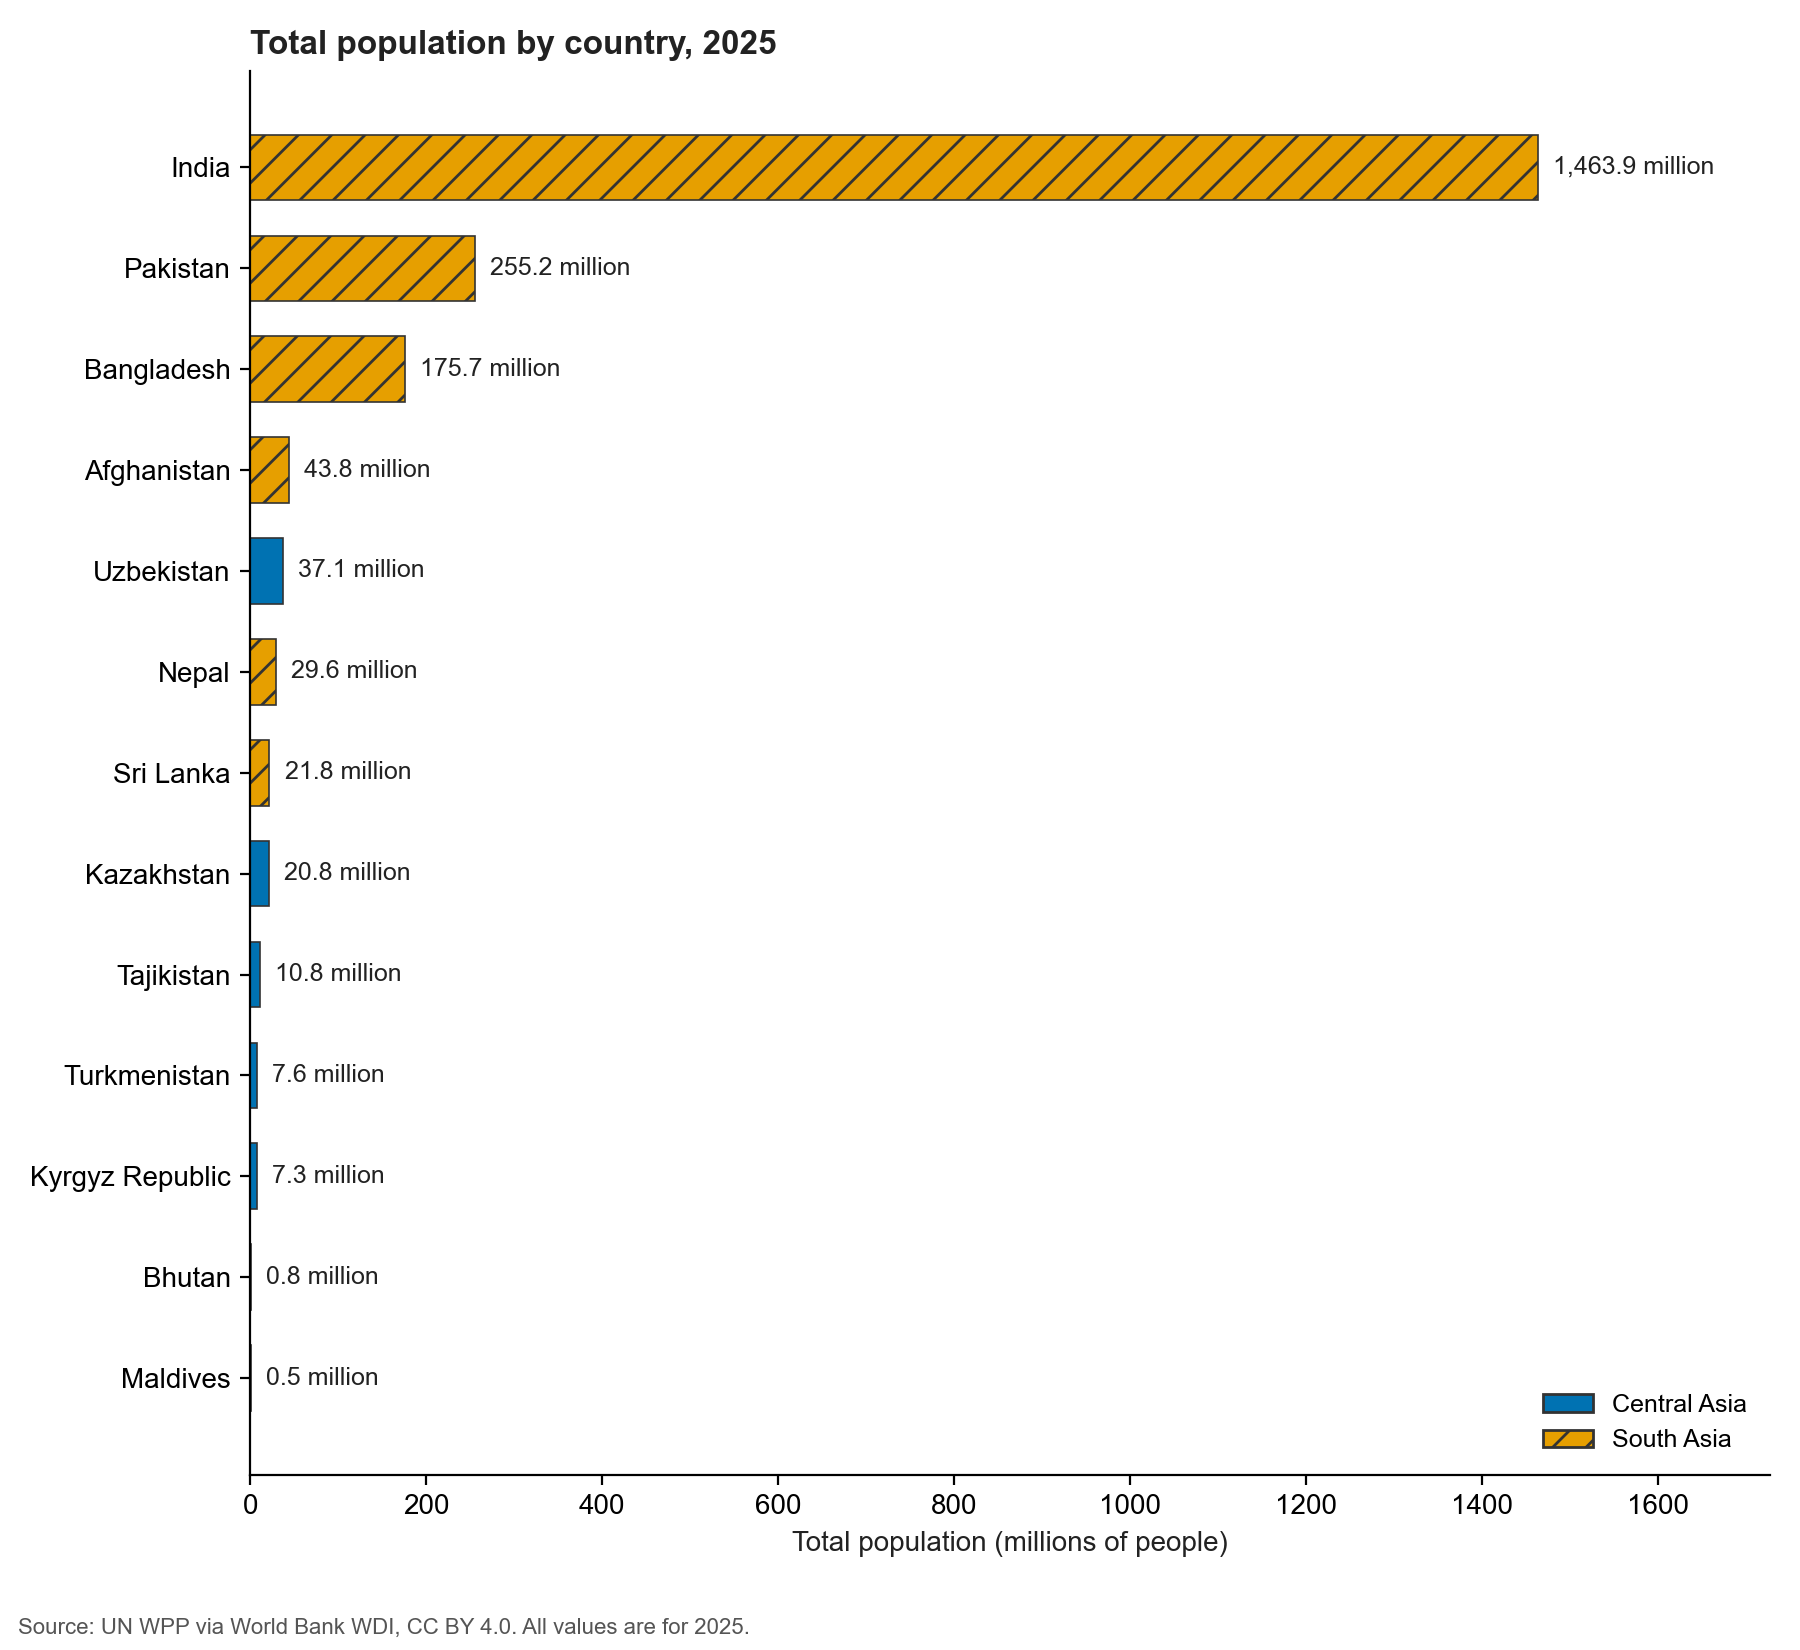 Total population by country, 2025
India 1,463.9 million
Pakistan 255.2 million
Bangladesh 175.7 million
Afghanistan 43.8 million
Uzbekistan 37.1 million
Nepal 29.6 million
Sri Lanka 21.8 million
Kazakhstan 20.8 million
Tajikistan 10.8 million
Turkmenistan 7.6 million
Kyrgyz Republic 7.3 million
Bhutan 0.8 million
Maldives 0.5 million
Central Asia
South Asia
0 200 400 600 800 1000 1200 1400 1600
Total population (millions of people)
Source: UN WPP via World Bank WDI, CC BY 4.0. All values are for 2025.